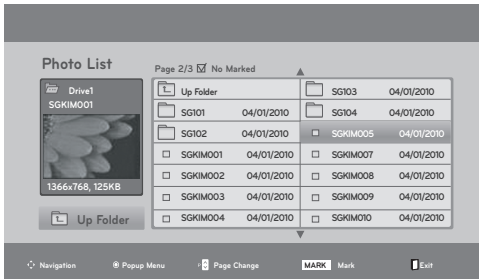 Photo List
Page 2/3 No Marked
Drive1
SGKIM001
1366x768, 125KB
Up Folder
Up Folder
SG101 04/01/2010
SG102 04/01/2010
SGKIM001 04/01/2010
SGKIM002 04/01/2010
SGKIM003 04/01/2010
SGKIM004 04/01/2010
SG103 04/01/2010
SG104 04/01/2010
SGKIM005 04/01/2010
SGKIM007 04/01/2010
SGKIM008 04/01/2010
SGKIM009 04/01/2010
SGKIM010 04/01/2010
Navigation Popup Menu P Page Change MARK Mark Exit